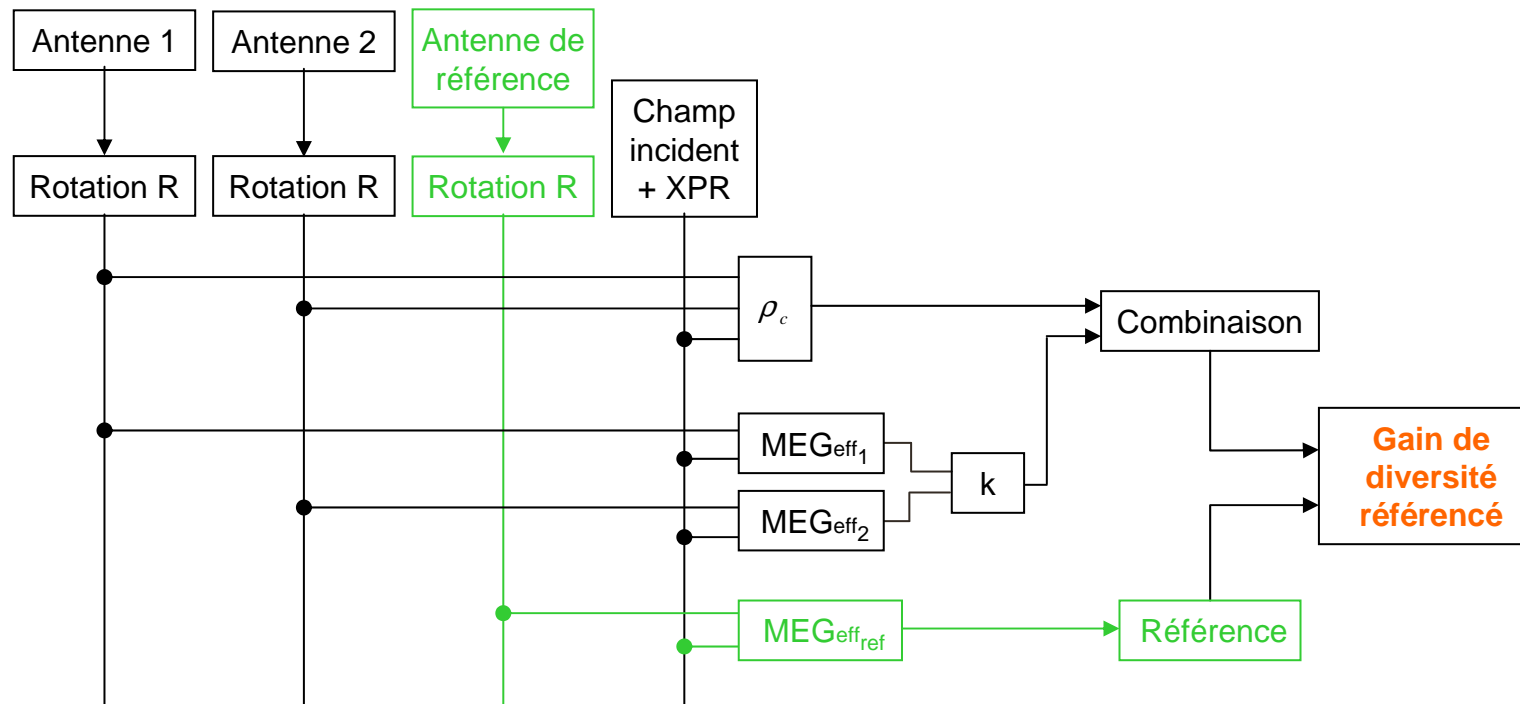 Antenne 1
Antenne 2
Antenne de
référence
Champ
incident
+ XPR
Rotation R
Rotation R
Rotation R
ρc
Combinaison
MEGeff1
k
MEGeff2
Gain de
diversité
référencé
MEGeffref
Référence